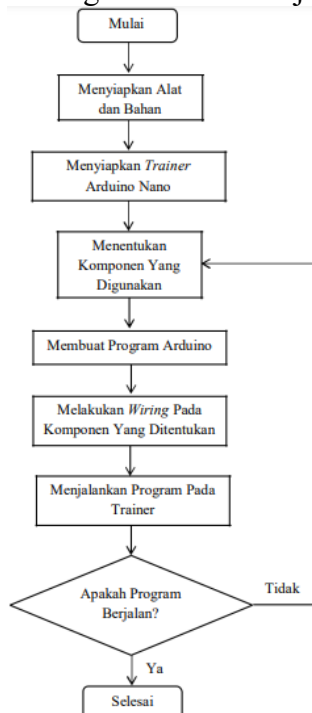 Mulai
Menyiapkan Alat
dan Bahan
Menyiapkan Trainer
Arduino Nano
Menentukan
Komponen Yang
Digunakan
Membuat Program Arduino
Melakukan Wiring Pada
Komponen Yang Ditentukan
Menjalankan Program Pada
Trainer
Apakah Program
Berjalan?
Tidak
Ya
Selesai